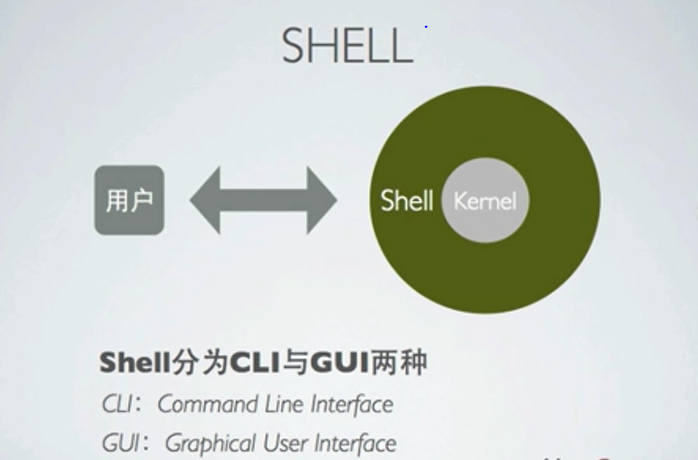 SHELL
用户
Shell
Kernel
Shell分为CLI与GUI两种
CLI：Command Line Interface
GUI：Graphical User Interface